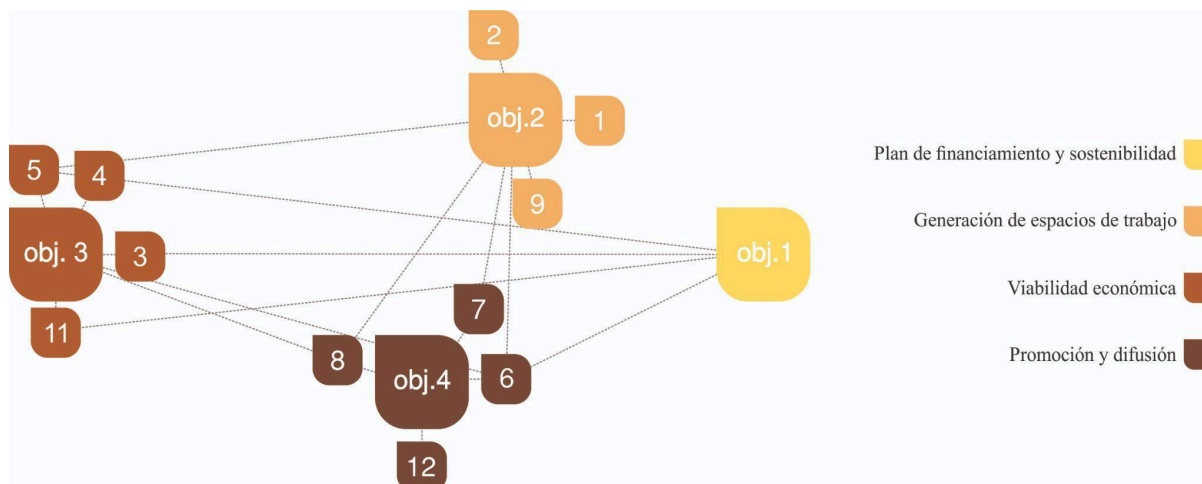 2
obj.2
1
5
4
9
obj. 3
3
obj.1
7
11
8
obj.4
6
12
Plan de financiamiento y sostenibilidad
Generación de espacios de trabajo
Viabilidad económica
Promoción y difusión